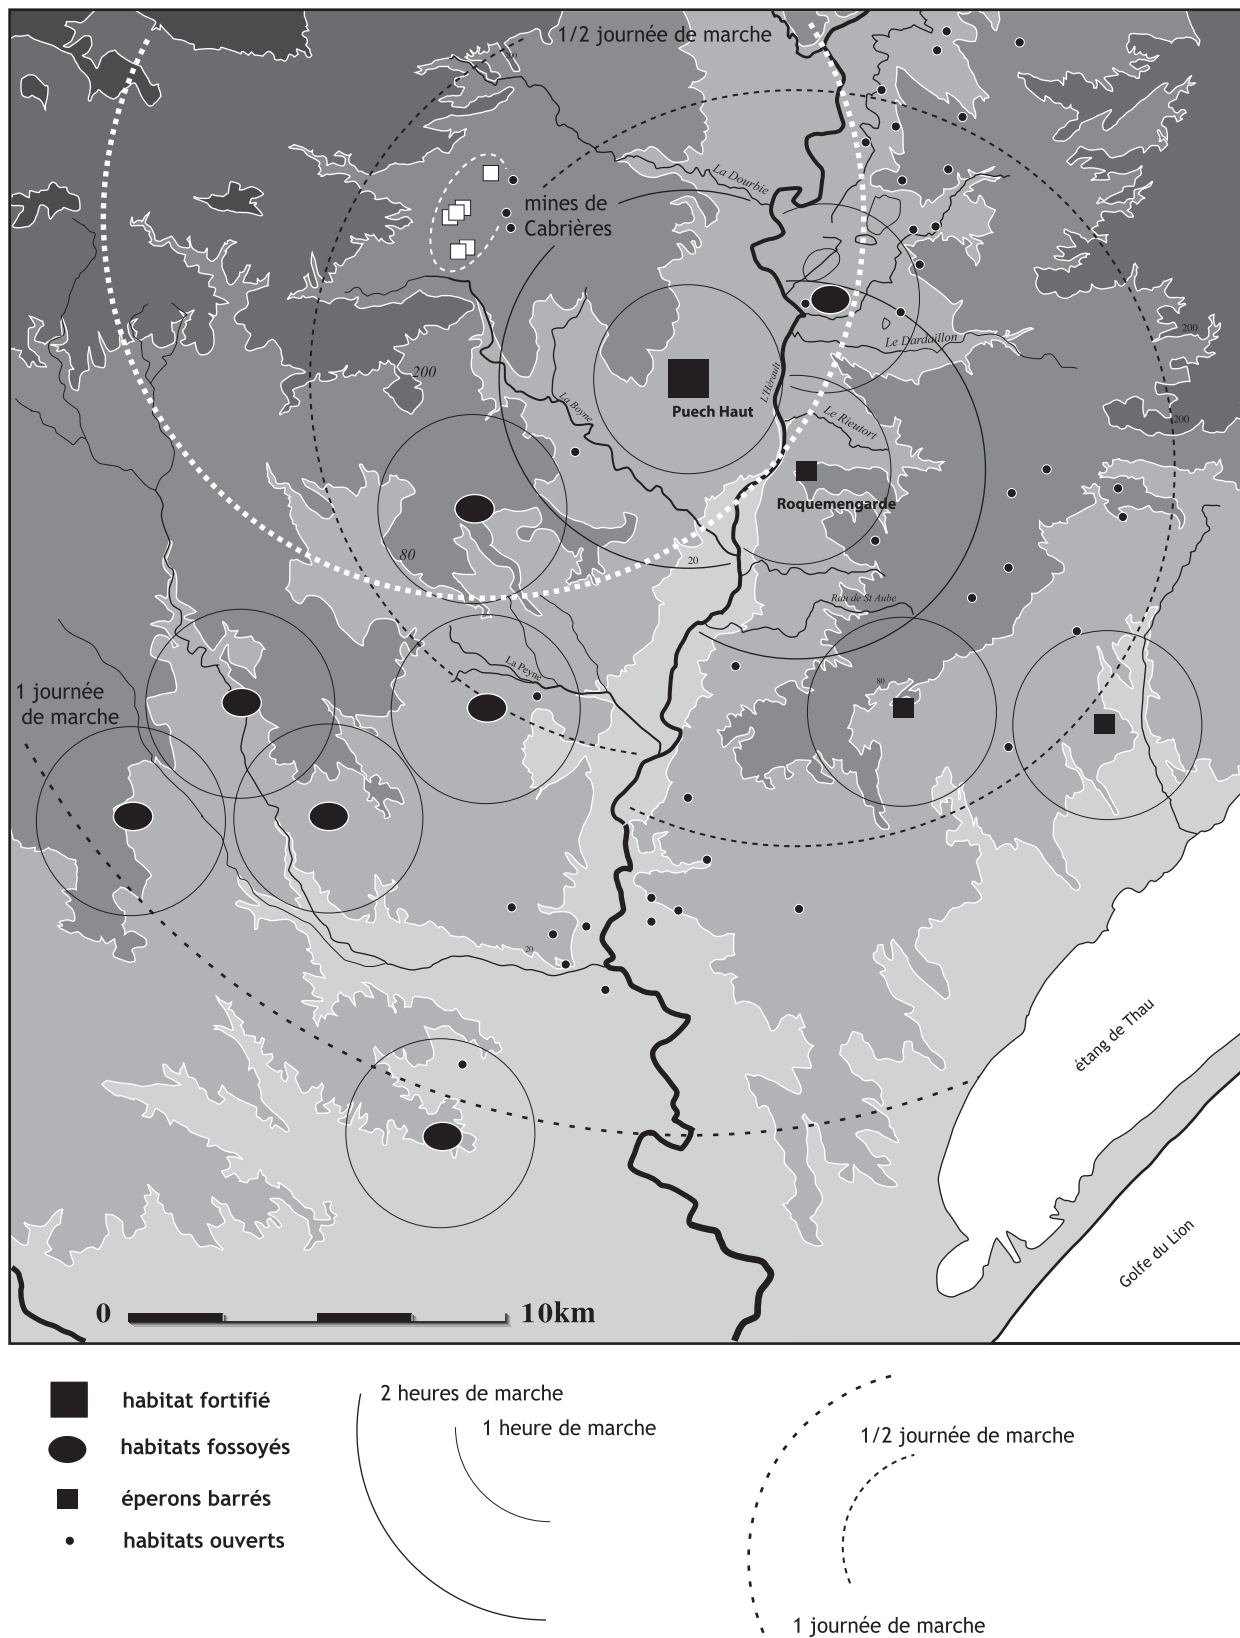 1/2 journée de marche
La Dourbie
mines de
Cabrières
Le Dardaillon
200
200
L'Hérault
200
La Boyne
Puech Haut
Le Rieutort
Roquemengarde
80
20
Run de St Aube
La Peyne
80
1 journée
de marche
20
étang de Thau
Golfe du Lion
0
10km
habitat fortifié
habitats fossoyés
éperons barrés
habitats ouverts
2 heures de marche
1 heure de marche
1/2 journée de marche
1 journée de marche